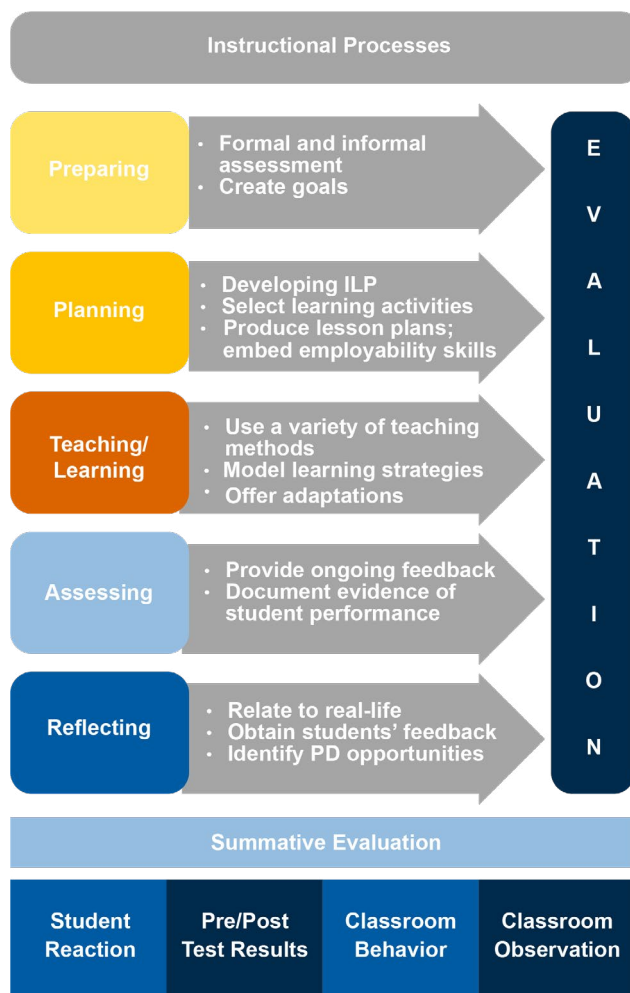 Instructional Processes
Preparing
• Formal and informal
assessment
• Create goals
Planning
• Developing ILP
• Select learning activities
• Produce lesson plans;
embed employability skills
Teaching/
Learning
• Use a variety of teaching
methods
• Model learning strategies
• Offer adaptations
Assessing
• Provide ongoing feedback
• Document evidence of
student performance
Reflecting
• Relate to real-life
• Obtain students’ feedback
• Identify PD opportunities
E
V
A
L
U
A
T
I
O
N
Summative Evaluation
Student
Reaction
Pre/Post
Test Results
Classroom
Behavior
Classroom
Observation